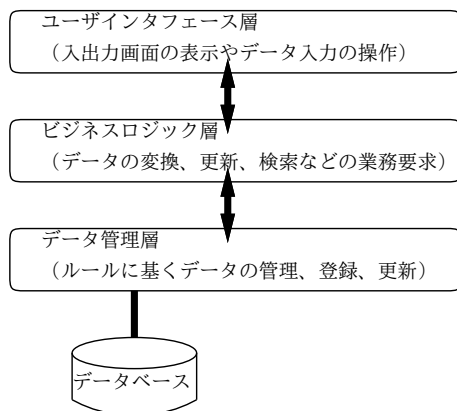 ユーザインタフェース層
（入出力画面の表示やデータ入力の操作）
ビジネスロジック層
（データの変換、更新、検索などの業務要求）
データ管理層
（ルールに基くデータの管理、登録、更新）
データベース